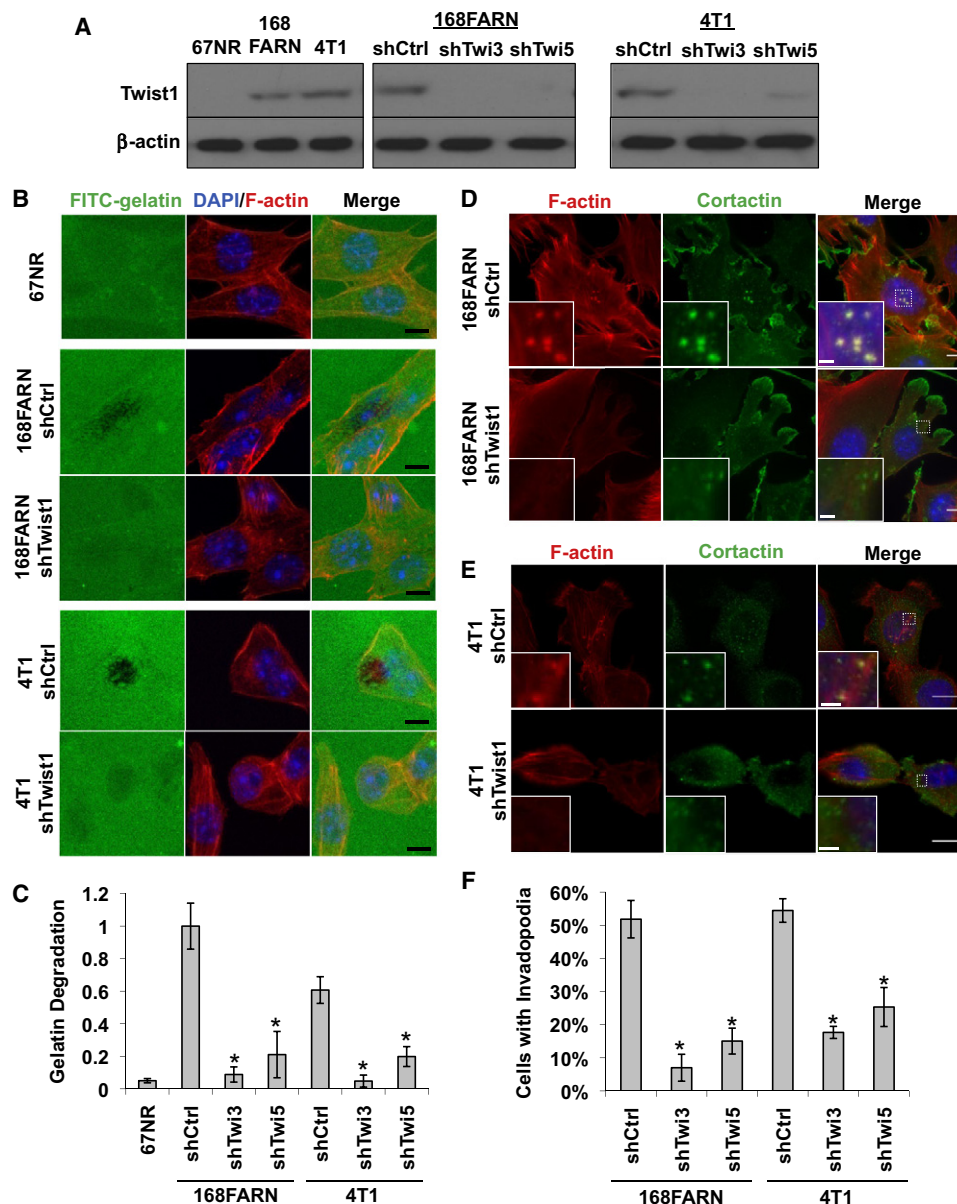 A
67NR
168
FARN
4T1
168FARN
shCtrl shTwi3 shTwi5
4T1
shCtrl shTwi3 shTwi5
Twist1
β-actin
B
FITC-gelatin DAPI/F-actin Merge
67NR
168FARN
shCtrl
168FARN
shTwist1
4T1
shCtrl
4T1
shTwist1
C
Gelatin Degradation
1.2
1
0.8
0.6
0.4
0.2
0
* * * *
67NR shCtrl shTwi3 shTwi5 shCtrl shTwi3 shTwi5
168FARN 4T1
D
F-actin Cortactin Merge
168FARN
shCtrl
168FARN
shTwist1
E
F-actin Cortactin Merge
4T1
shCtrl
4T1
shTwist1
F
Cells with Invadopodia
60%
50%
40%
30%
20%
10%
0%
* * * *
shCtrl shTwi3 shTwi5 shCtrl shTwi3 shTwi5
168FARN 4T1